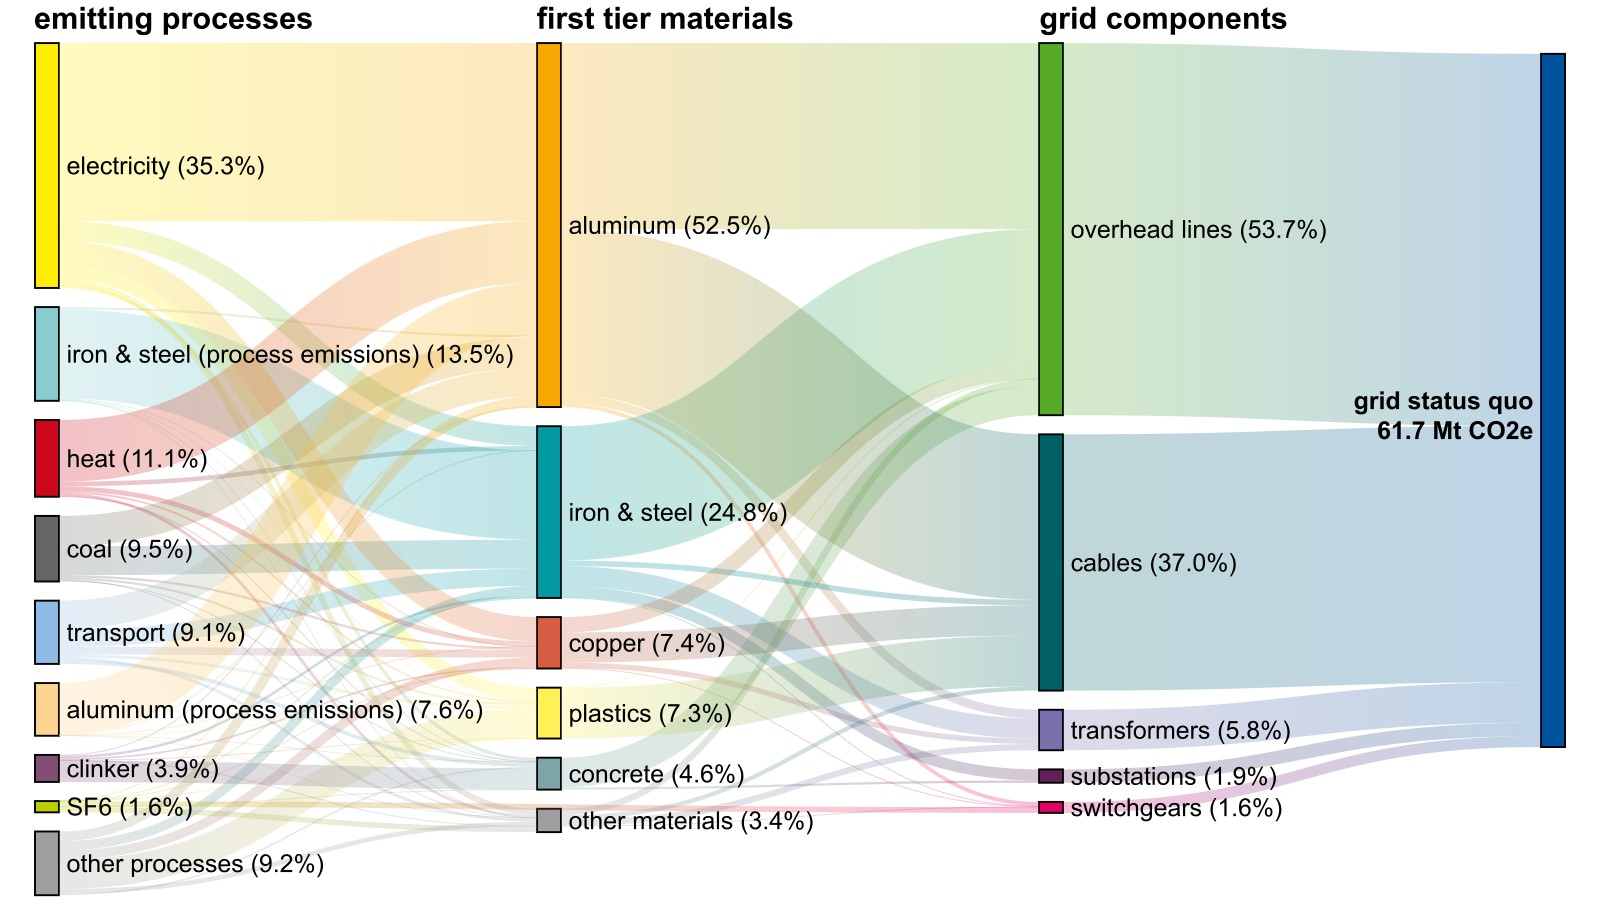 emitting processes
first tier materials
grid components
electricity (35.3%)
iron & steel (process emissions) (13.5%)
heat (11.1%)
coal (9.5%)
transport (9.1%)
aluminum (process emissions) (7.6%)
clinker (3.9%)
SF6 (1.6%)
other processes (9.2%)
aluminum (52.5%)
iron & steel (24.8%)
copper (7.4%)
plastics (7.3%)
concrete (4.6%)
other materials (3.4%)
overhead lines (53.7%)
cables (37.0%)
transformers (5.8%)
substations (1.9%)
switchgears (1.6%)
grid status quo
61.7 Mt CO2e